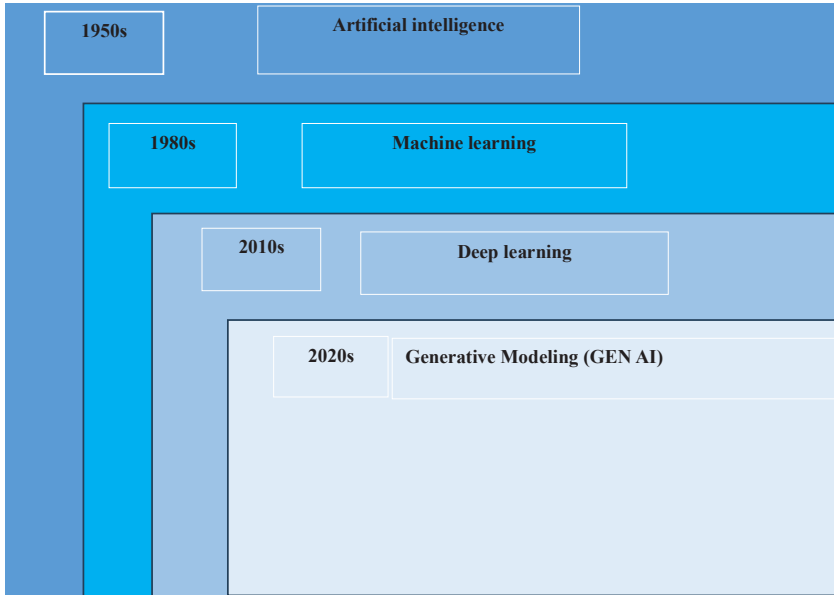 1950s
Artificial intelligence
1980s
Machine learning
2010s
Deep learning
2020s
Generative Modeling (GEN AI)